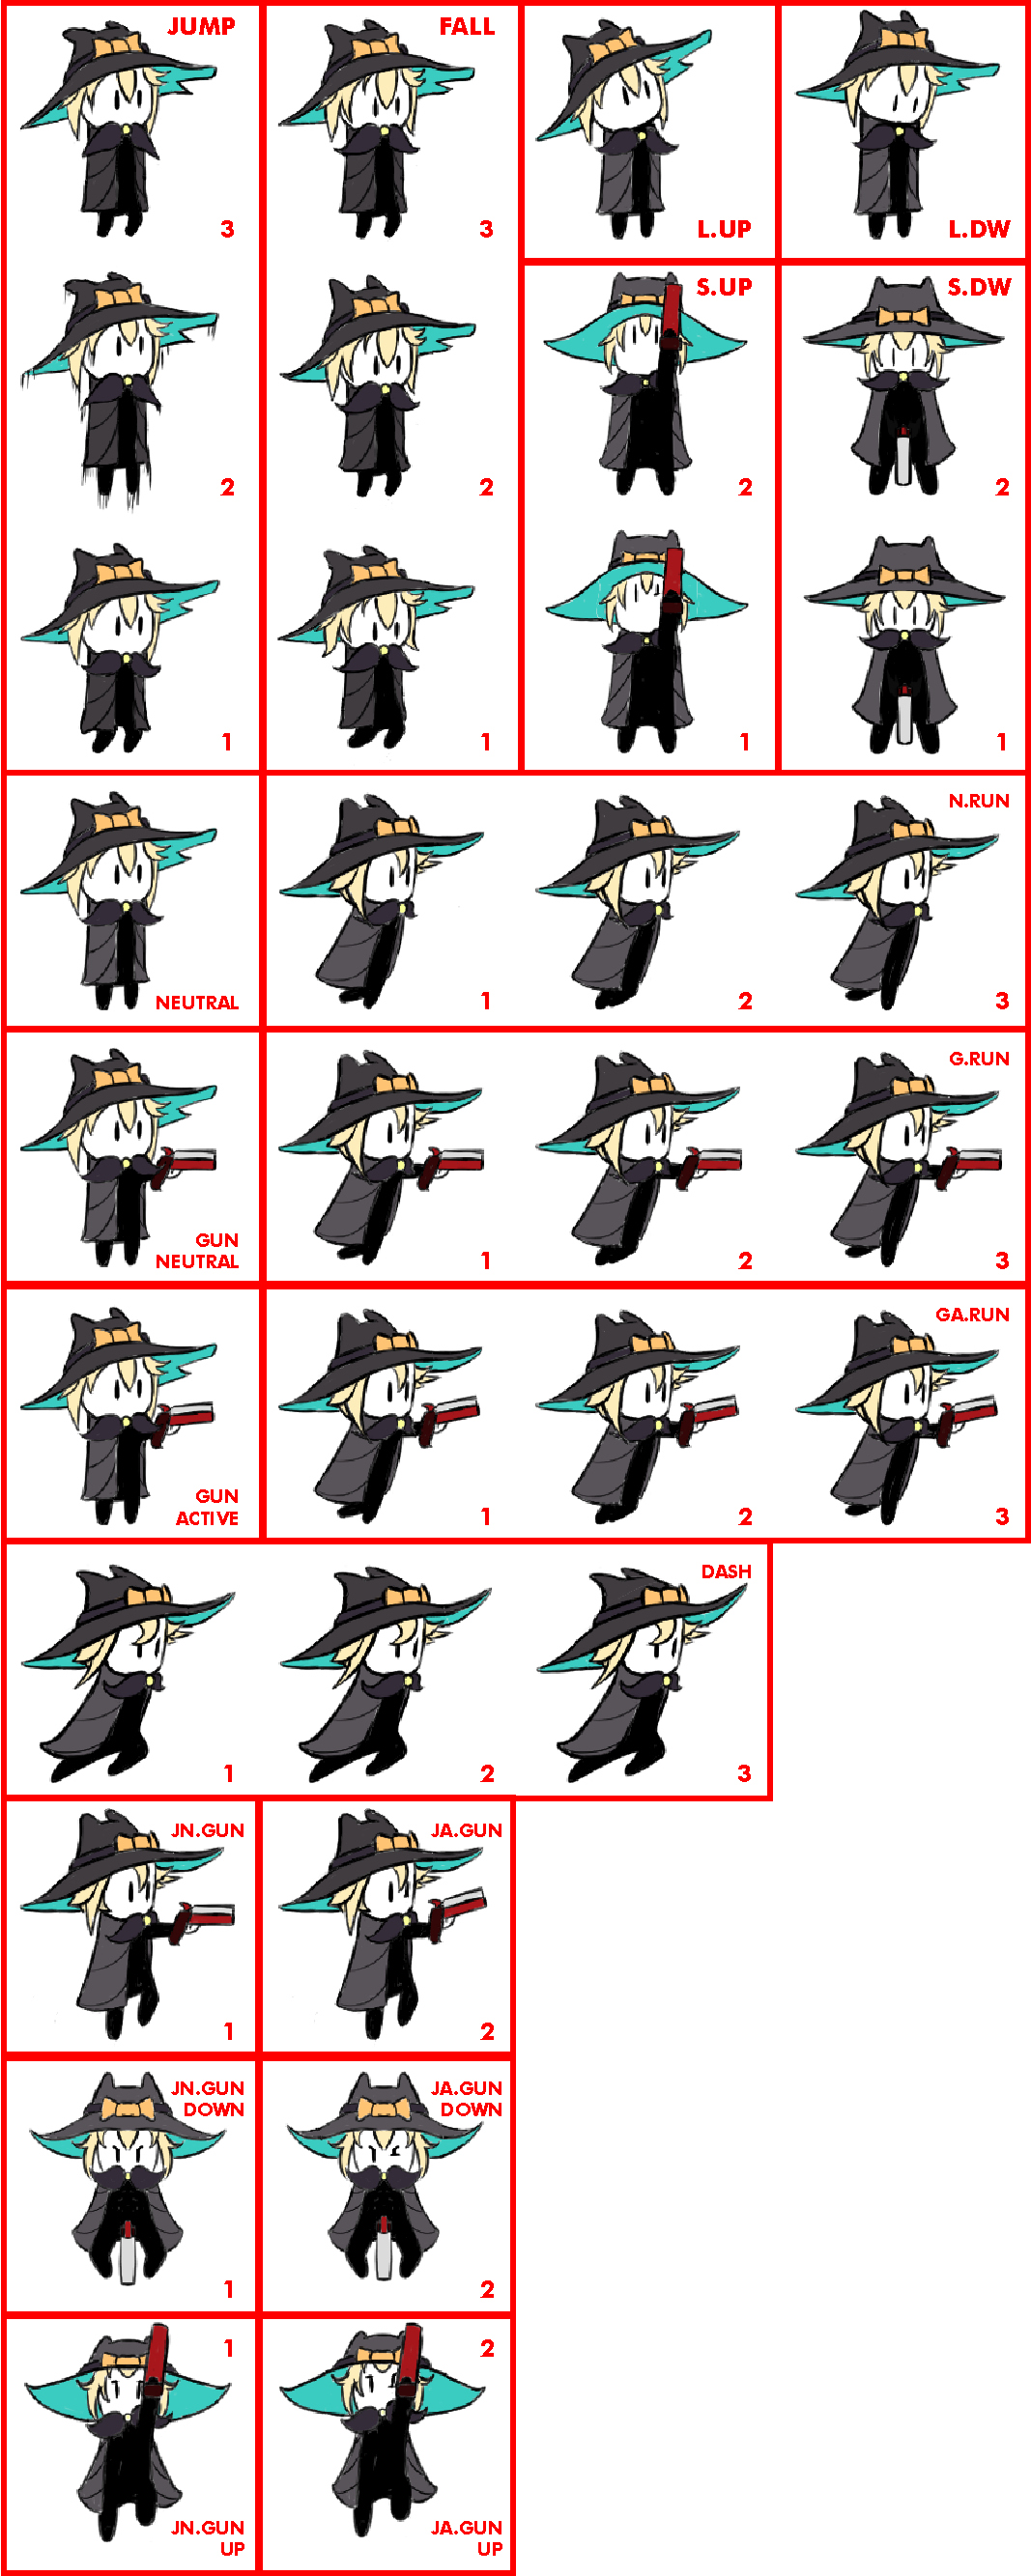 JUMP
FALL
3
3
L.UP
L.DW
S.UP
S.DW
2
2
2
2
1
1
1
1
N.RUN
NEUTRAL
1
2
3
G.RUN
GUN
NEUTRAL
1
2
3
GA.RUN
GUN
ACTIVE
1
2
3
DASH
1
2
3
JN.GUN
JA.GUN
1
2
JN.GUN
DOWN
JA.GUN
DOWN
1
2
1
2
JN.GUN
UP
JA.GUN
UP